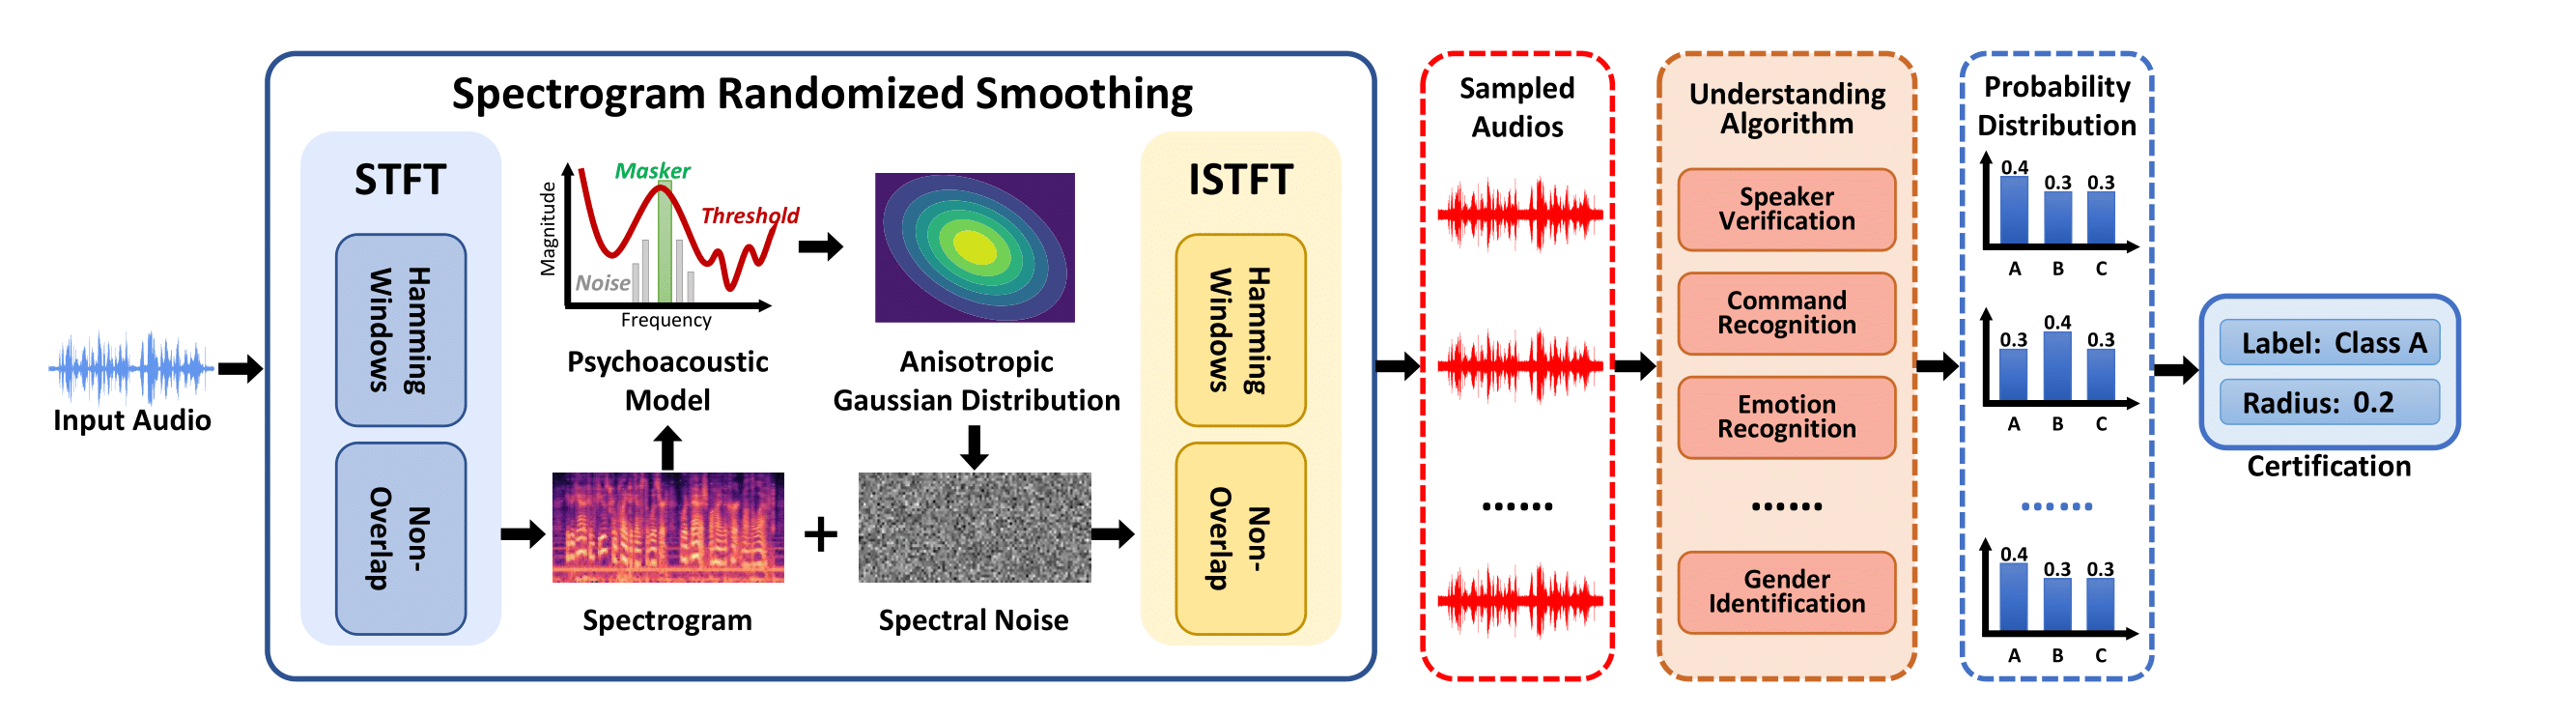 Input Audio
Spectrogram Randomized Smoothing
STFT
Hamming
Windows
Non-
Overlap
Magnitude
Masker
Threshold
Noise
Frequency
Psychoacoustic
Model
Anisotropic
Gaussian Distribution
Spectrogram
+
Spectral Noise
ISTFT
Hamming
Windows
Non-
Overlap
Sampled
Audios
......
Understanding
Algorithm
Speaker
Verification
Command
Recognition
Emotion
Recognition
......
Gender
Identification
Probability
Distribution
0.4
0.3 0.3
A B C
0.3 0.4 0.3
A B C
......
0.4
0.3 0.3
A B C
Label: Class A
Radius: 0.2
Certification